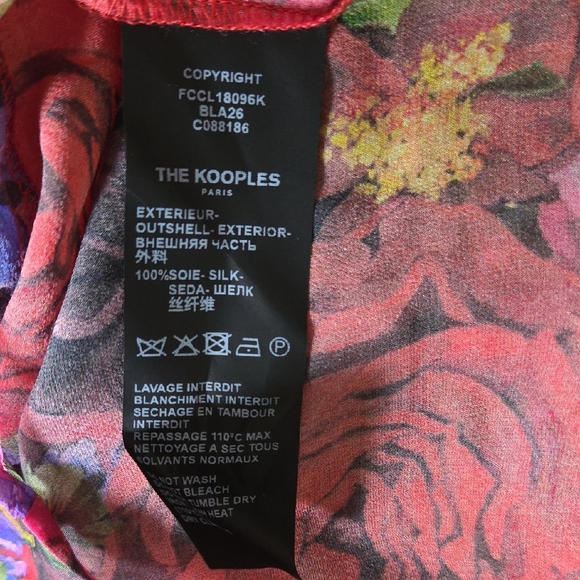 COPYRIGHT
FCCL18096K
BLA26
C088186
THE KOOPLES
PARIS
EXTERIEUR-
OUTSHELL- EXTERIOR-
ВНЕШНЯЯ ЧАСТЬ
外料
100%SOIE- SILK-
SEDA- ШЕЛК
丝纤维
P
LAVAGE INTERDIT
BLANCHIMENT INTERDIT
SECHAGE EN TAMBOUR
INTERDIT
REPASSAGE 110°C MAX
NETTOYAGE A SEC TOUS
SOLVANTS NORMAUX
NOT WASH
BLEACH
TUMBLE DRY
HEAT